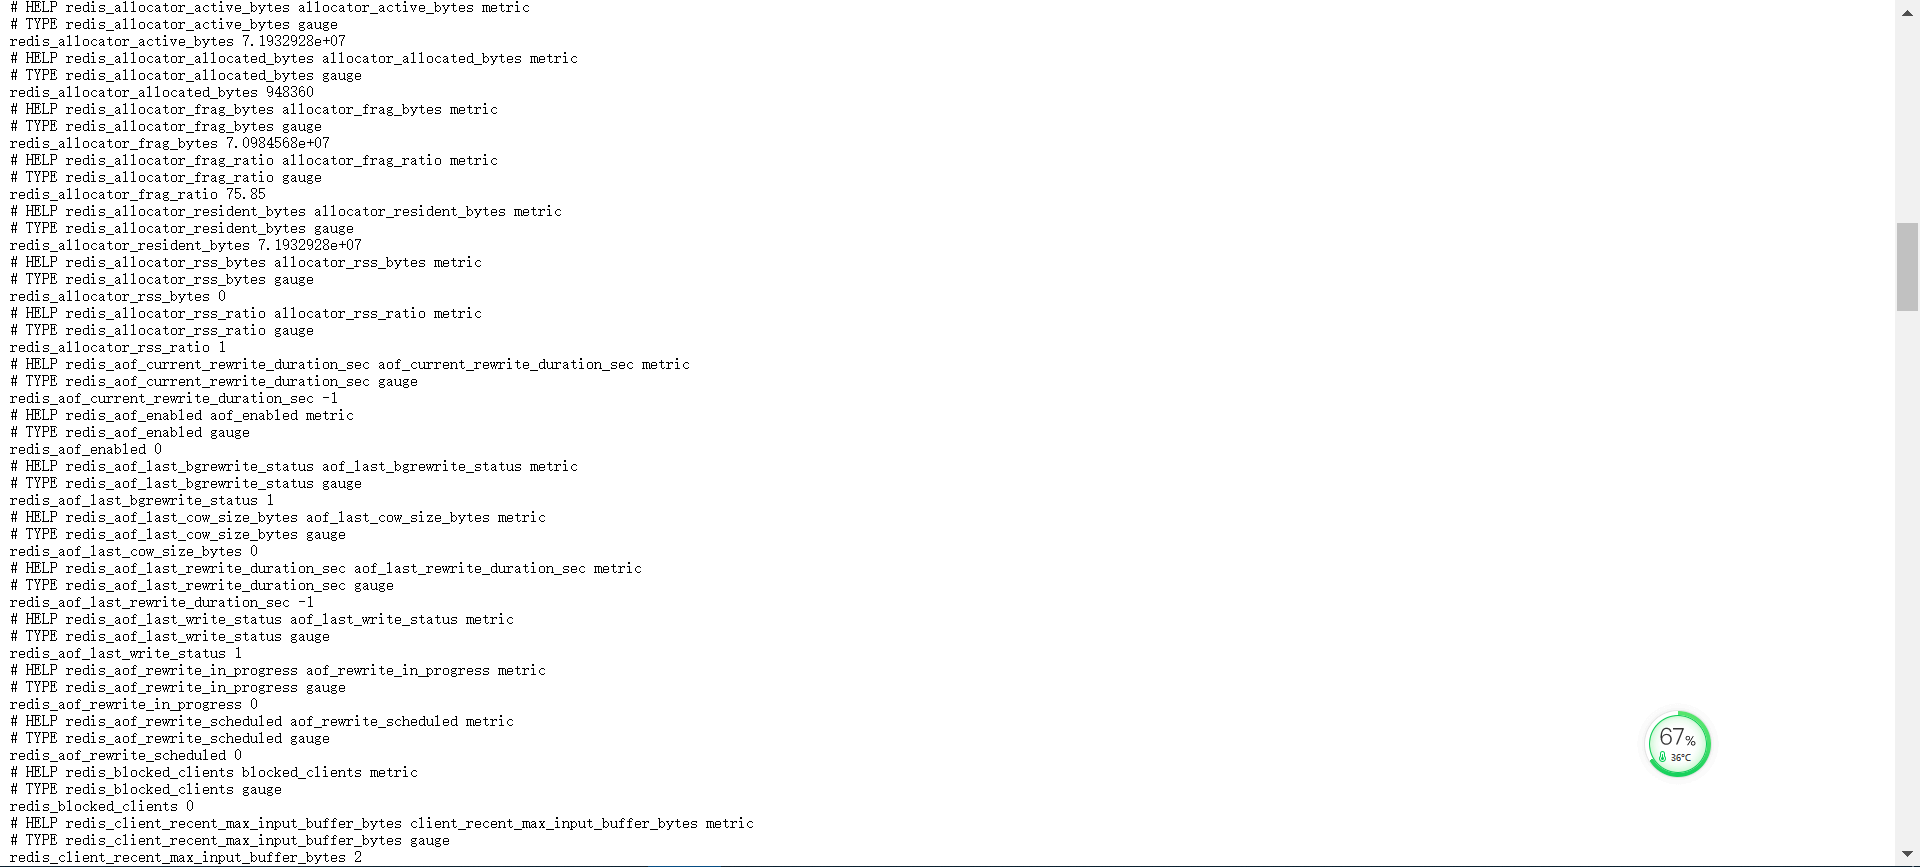 # HELP redis_allocator_active_bytes allocator_active_bytes metric
# TYPE redis_allocator_active_bytes gauge
redis_allocator_active_bytes 7.1932928e+07
# HELP redis_allocator_allocated_bytes allocator_allocated_bytes metric
# TYPE redis_allocator_allocated_bytes gauge
redis_allocator_allocated_bytes 948360
# HELP redis_allocator_frag_bytes allocator_frag_bytes metric
# TYPE redis_allocator_frag_bytes gauge
redis_allocator_frag_bytes 7.0984568e+07
# HELP redis_allocator_frag_ratio allocator_frag_ratio metric
# TYPE redis_allocator_frag_ratio gauge
redis_allocator_frag_ratio 75.85
# HELP redis_allocator_resident_bytes allocator_resident_bytes metric
# TYPE redis_allocator_resident_bytes gauge
redis_allocator_resident_bytes 7.1932928e+07
# HELP redis_allocator_rss_bytes allocator_rss_bytes metric
# TYPE redis_allocator_rss_bytes gauge
redis_allocator_rss_bytes 0
# HELP redis_allocator_rss_ratio allocator_rss_ratio metric
# TYPE redis_allocator_rss_ratio gauge
redis_allocator_rss_ratio 1
# HELP redis_aof_current_rewrite_duration_sec aof_current_rewrite_duration_sec metric
# TYPE redis_aof_current_rewrite_duration_sec gauge
redis_aof_current_rewrite_duration_sec -1
# HELP redis_aof_enabled aof_enabled metric
# TYPE redis_aof_enabled gauge
redis_aof_enabled 0
# HELP redis_aof_last_bgrewrite_status aof_last_bgrewrite_status metric
# TYPE redis_aof_last_bgrewrite_status gauge
redis_aof_last_bgrewrite_status 1
# HELP redis_aof_last_cow_size_bytes aof_last_cow_size_bytes metric
# TYPE redis_aof_last_cow_size_bytes gauge
redis_aof_last_cow_size_bytes 0
# HELP redis_aof_last_rewrite_duration_sec aof_last_rewrite_duration_sec metric
# TYPE redis_aof_last_rewrite_duration_sec gauge
redis_aof_last_rewrite_duration_sec -1
# HELP redis_aof_last_write_status aof_last_write_status metric
# TYPE redis_aof_last_write_status gauge
redis_aof_last_write_status 1
# HELP redis_aof_rewrite_in_progress aof_rewrite_in_progress metric
# TYPE redis_aof_rewrite_in_progress gauge
redis_aof_rewrite_in_progress 0
# HELP redis_aof_rewrite_scheduled aof_rewrite_scheduled metric
# TYPE redis_aof_rewrite_scheduled gauge
redis_aof_rewrite_scheduled 0
# HELP redis_blocked_clients blocked_clients metric
# TYPE redis_blocked_clients gauge
redis_blocked_clients 0
# HELP redis_client_recent_max_input_buffer_bytes client_recent_max_input_buffer_bytes metric
# TYPE redis_client_recent_max_input_buffer_bytes gauge
redis_client_recent_max_input_buffer_bytes 2
67%
36°C